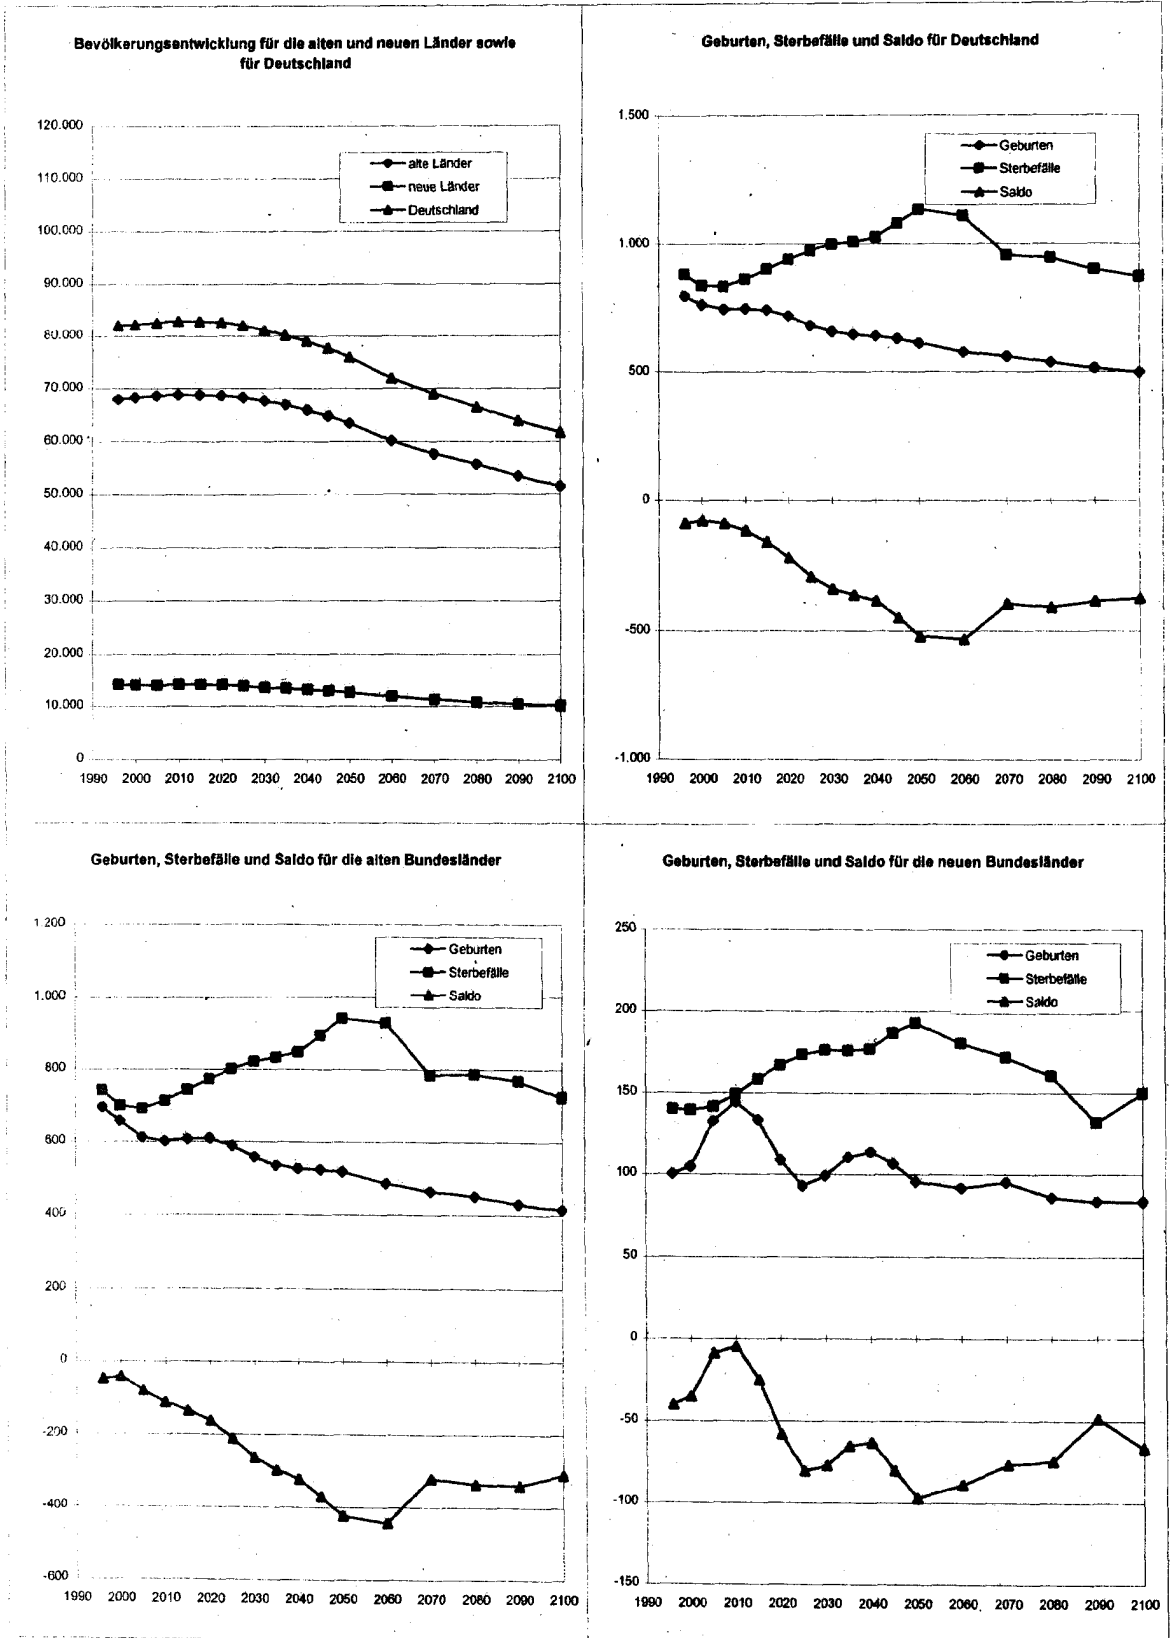 Bevölkerungsentwicklung für die alten und neuen Länder sowie
für Deutschland
120.000
110.000
100.000
90.000
80.000
70.000
60.000
50.000
40.000
30.000
20.000
10.000
0
alte Länder
neue Länder
Deutschland
1990 2000 2010 2020 2030 2040 2050 2060 2070 2080 2090 2100
Geburten, Sterbefälle und Saldo für Deutschland
1.500
1.000
500
0
-500
-1.000
Geburten
Sterbefälle
Saldo
1990 2000 2010 2020 2030 2040 2050 2060 2070 2080 2090 2100
Geburten, Sterbefälle und Saldo für die alten Bundesländer
1.200
1.000
800
600
400
200
0
-200
-400
-600
Geburten
Sterbefälle
Saldo
1990 2000 2010 2020 2030 2040 2050 2060 2070 2080 2090 2100
Geburten, Sterbefälle und Saldo für die neuen Bundesländer
250
200
150
100
50
0
-50
-100
-150
Geburten
Sterbefälle
Saldo
1990 2000 2010 2020 2030 2040 2050 2060 2070 2080 2090 2100